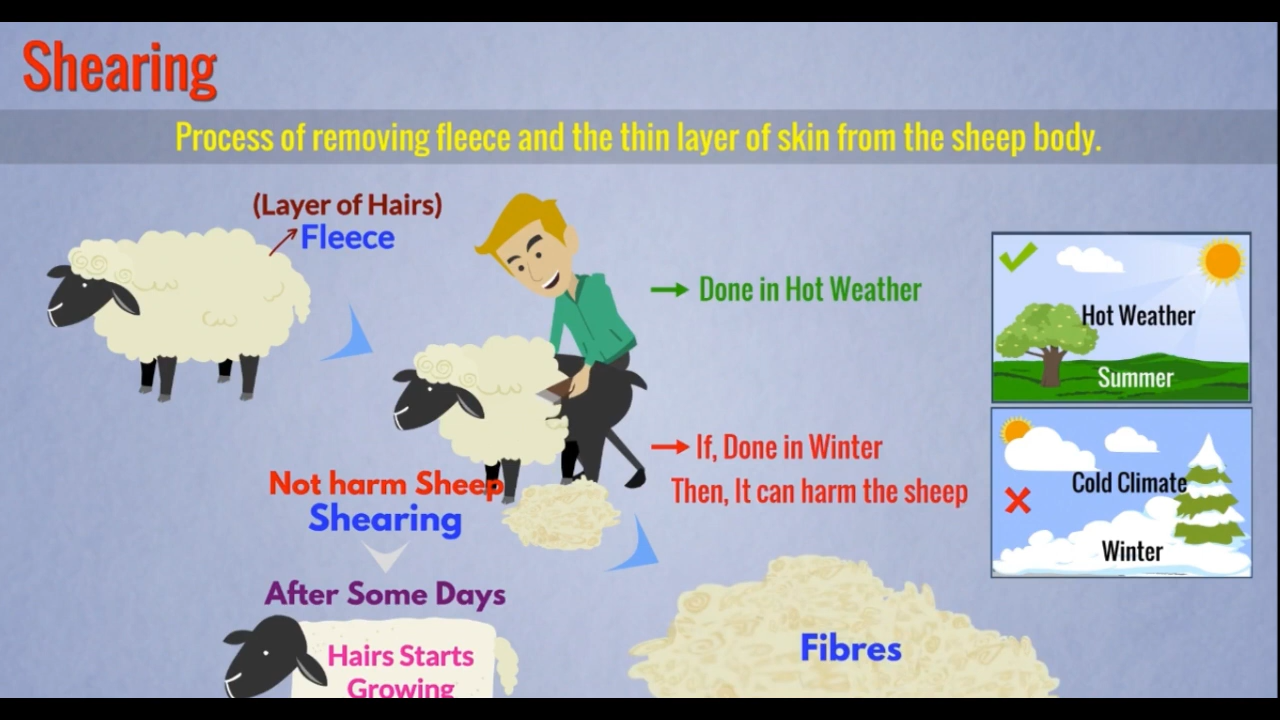 Shearing
Process of removing fleece and the thin layer of skin from the sheep body.
(Layer of Hairs)
Fleece
Done in Hot Weather
Hot Weather
Summer
If, Done in Winter
Then, It can harm the sheep
Cold Climate
Winter
Not harm Sheep
Shearing
After Some Days
Hairs Starts
Growing
Fibres